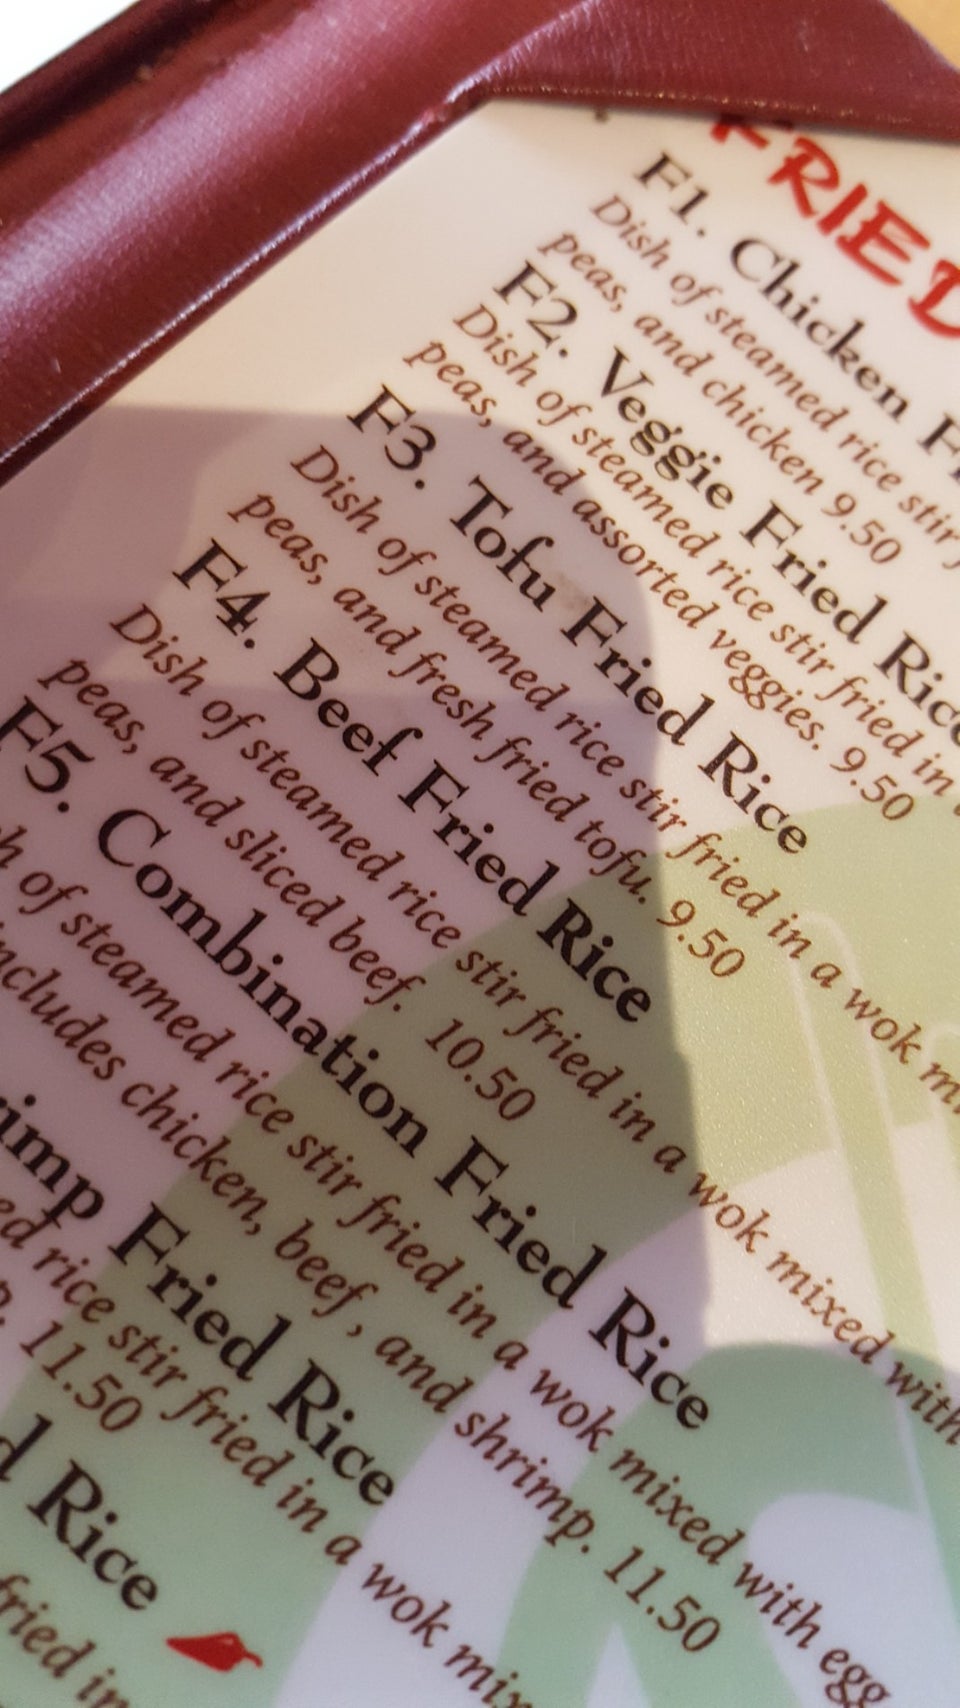 FRIED
F1. Chicken
Dish of steamed rice stir
peas, and chicken 9.50
F2. Veggie Fried Rice
Dish of steamed rice stir fried in
peas, and assorted veggies. 9.50
F3. Tofu Fried Rice
Dish of steamed rice stir fried in a wok
peas, and fresh fried tofu. 9.50
F4. Beef Fried Rice
Dish of steamed rice stir fried in a wok mixed with
peas, and sliced beef. 10.50
F5. Combination Fried Rice
of steamed rice stir fried in a wok mixed with egg
includes chicken, beef , and shrimp. 11.50
Fried Rice
rice stir fried in a wok
11.50
Rice
fried in